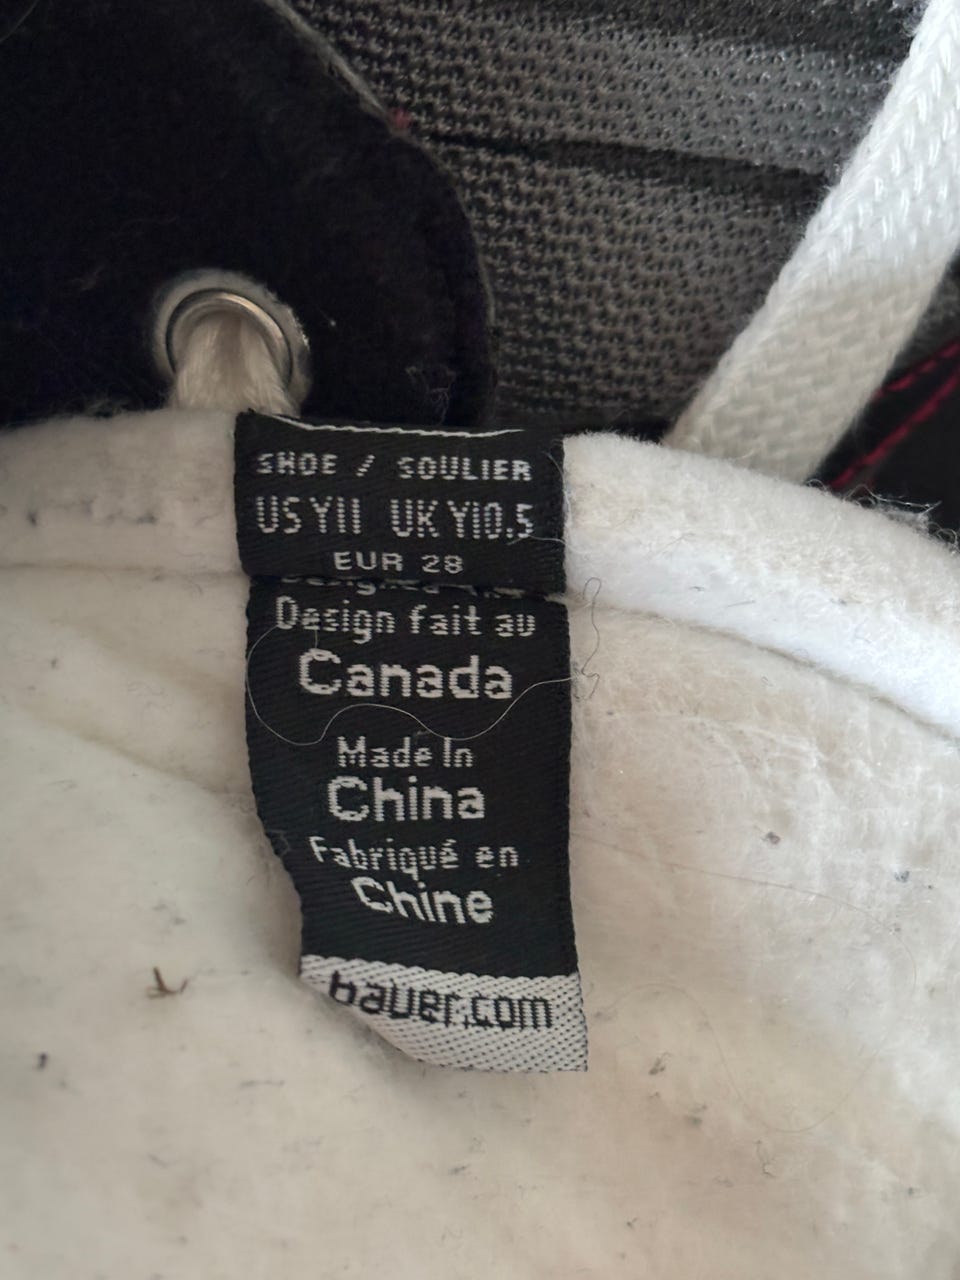 SHOE / SOULIER
US Y11 UK Y10.5
EUR 28
Design fait au
Canada
Made In
China
Fabriqué en
Chine
bauer.com